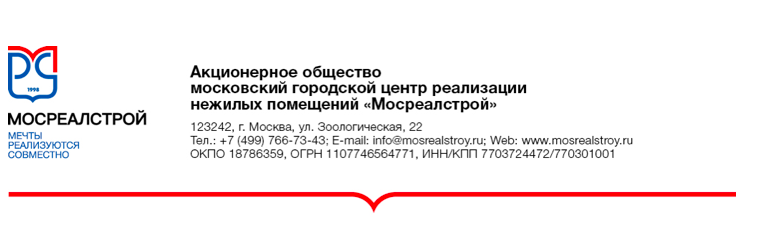 1998
МОСРЕАЛСТРОЙ
МЕЧТЫ
РЕАЛИЗУЮТСЯ
СОВМЕСТНО
Акционерное общество
московский городской центр реализации
нежилых помещений «Мосреалстрой»
123242, г. Москва, ул. Зоологическая, 22
Тел.: +7 (499) 766-73-43; E-mail: info@mosrealstroy.ru; Web: www.mosrealstroy.ru
ОКПО 18786359, ОГРН 1107746564771, ИНН/КПП 7703724472/770301001